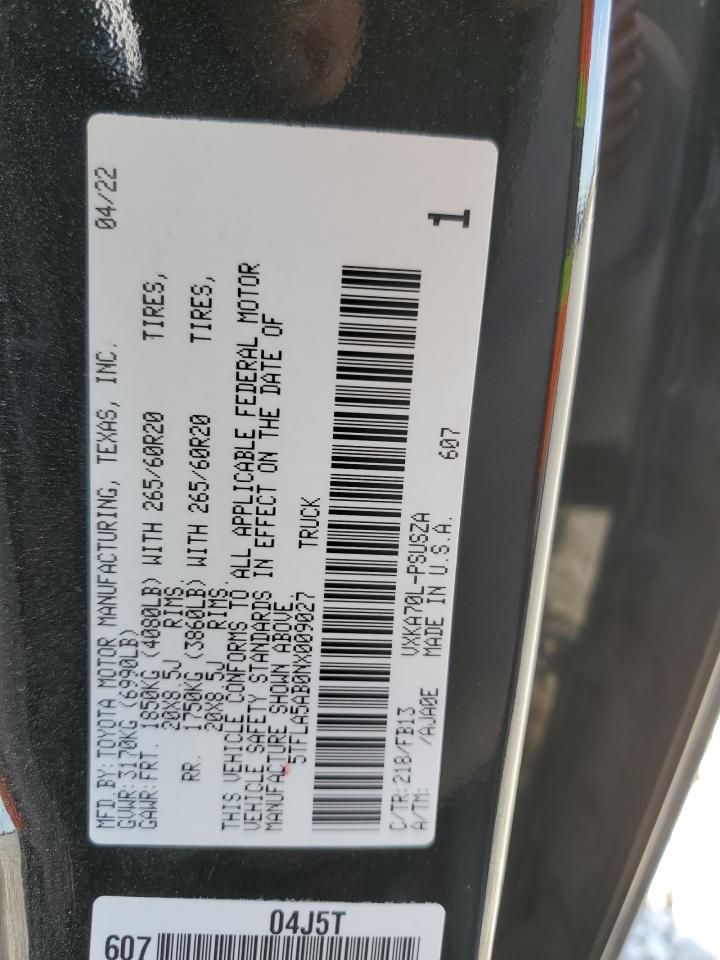 MFD.BY:TOYOTA MOTOR MANUFACTURING, TEXAS, INC. 04/22
GVWR:3170KG (6990LB)
GAWR:FRT. 1850KG (4080LB) WITH 265/60R20 TIRES,
20X8.5J RIMS
RR. 1750KG (3860LB) WITH 265/60R20 TIRES,
20X8.5J RIMS.
THIS VEHICLE CONFORMS TO ALL APPLICABLE FEDERAL MOTOR
VEHICLE SAFETY STANDARDS IN EFFECT ON THE DATE OF
MANUFACTURE SHOWN ABOVE.
5TFLA5AB0NX009027 TRUCK
1
C/TR:218/FB13 VXKA70L-PSUSZA
A/TM: /AJA0E MADE IN U.S.A. 607
04J5T
607